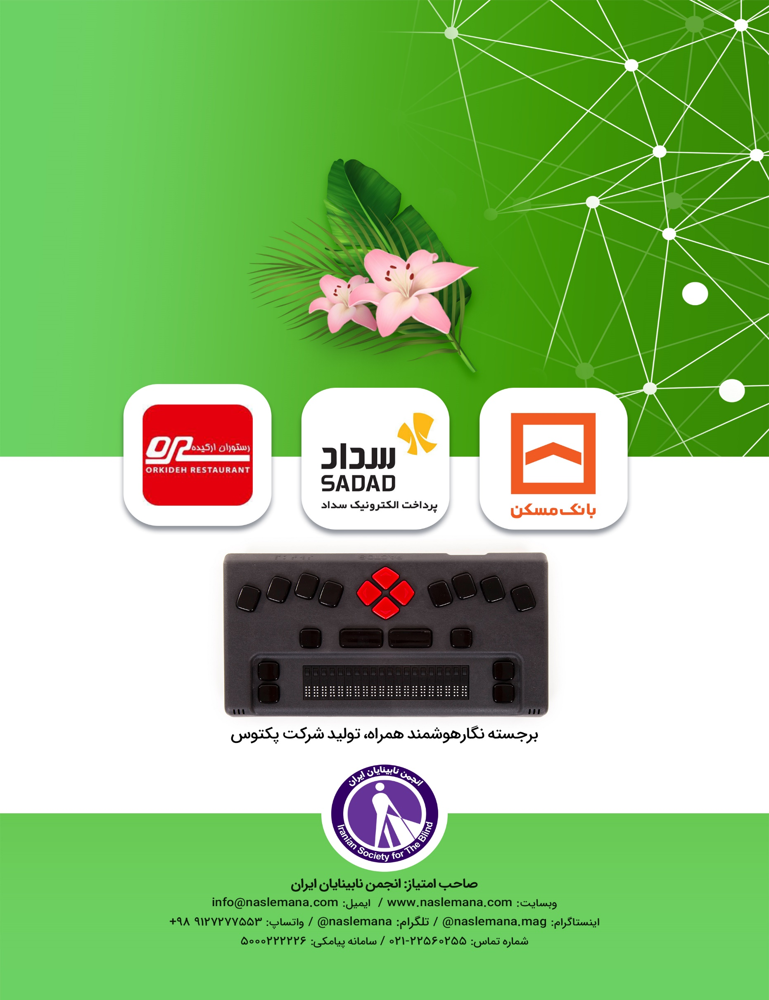 رستوران ارکیده
ORKIDEH RESTAURANT
سداد
SADAD
پرداخت الکترونیک سداد
بانک مسکن
برجسته نگارهوشمند همراه، تولید شرکت پکتوس
انجمن نابینایان ایران
Iranian Society for The Blind
صاحب امتیاز: انجمن نابینایان ایران
وبسایت: www.naslemana.com / ایمیل: info@naslemana.com
اینستاگرام: @naslemana.mag / تلگرام: @naslemana / واتساپ: ۹۱۲۷۲۷۷۵۵۳ ۹۸+
شماره تماس: ۰۲۱-۲۲۵۶۰۲۵۵ / سامانه پیامکی: ۵۰۰۰۲۲۲۲۲۶